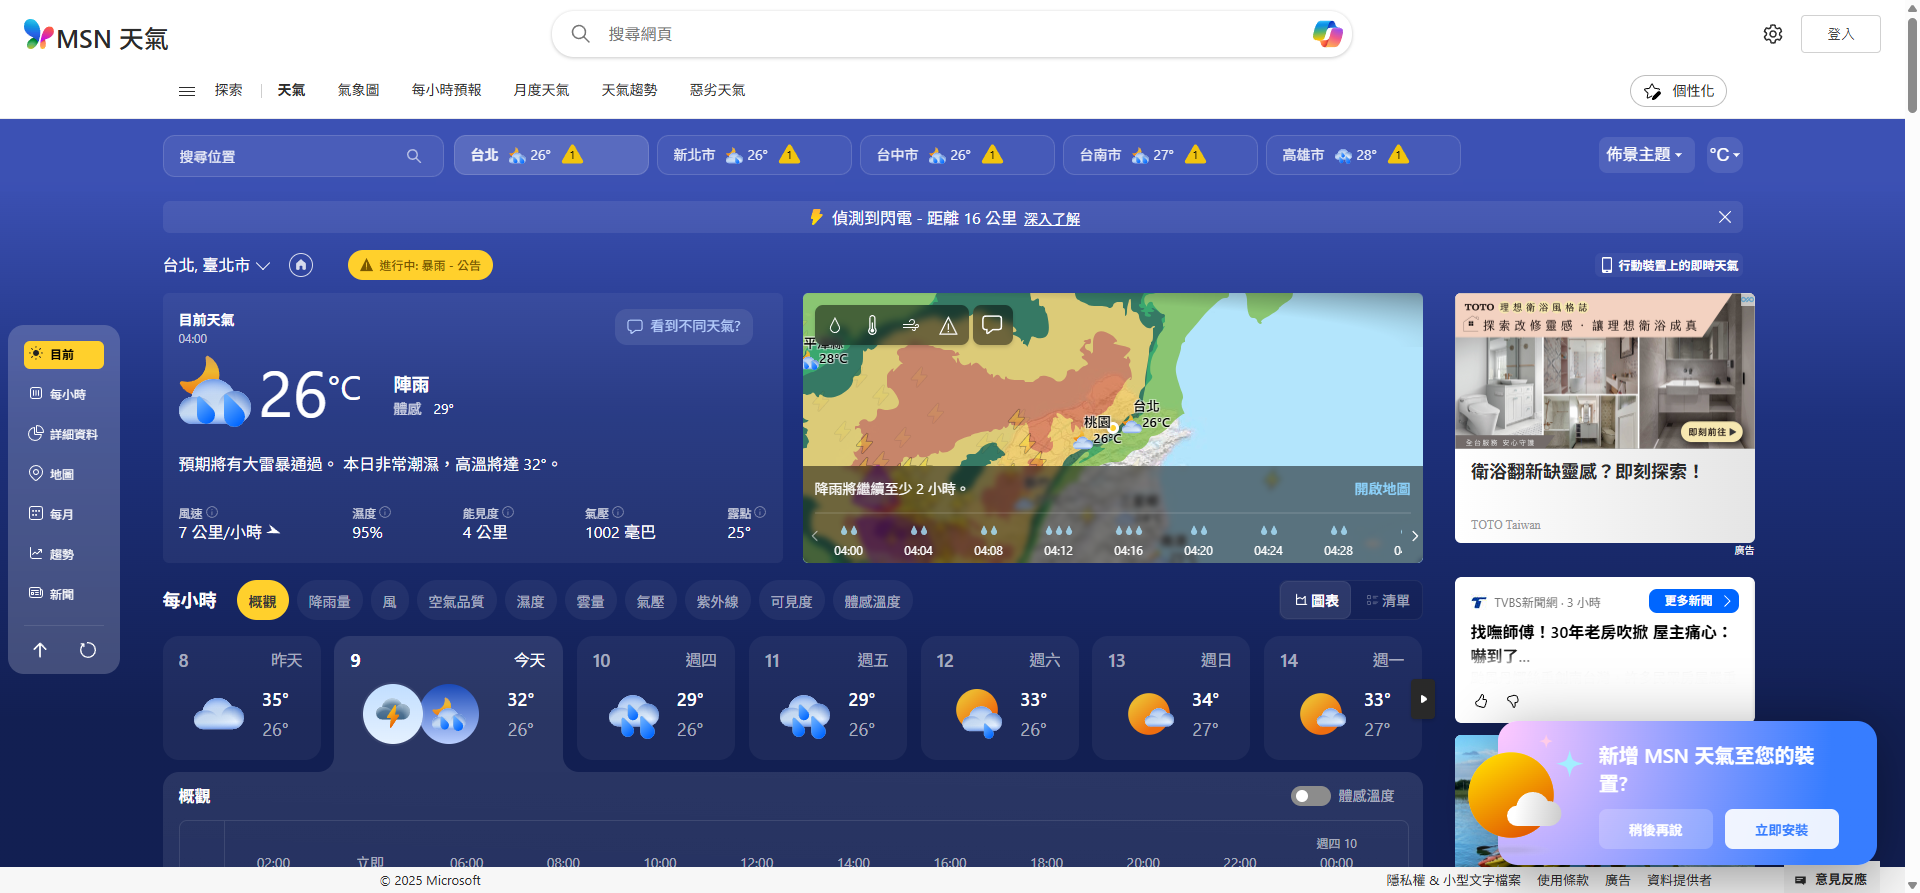 MSN 天氣
搜尋網頁
登入
探索
天氣
氣象圖
每小時預報
月度天氣
天氣趨勢
惡劣天氣
個性化
搜尋位置
台北 26° 1
新北市 26° 1
台中市 26° 1
台南市 27° 1
高雄市 28° 1
佈景主題
°C
偵測到閃電 - 距離 16 公里 深入了解
台北, 臺北市
進行中: 暴雨 - 公告
行動裝置上的即時天氣
目前
每小時
詳細資料
地圖
每月
趨勢
新聞
目前天氣
04:00
看到不同天氣?
26°C
陣雨
體感 29°
預期將有大雷暴通過。 本日非常潮濕，高溫將達 32°。
風速
7 公里/小時
濕度
95%
能見度
4 公里
氣壓
1002 毫巴
露點
25°
28°C
台北
26°C
桃園
26°C
降雨將繼續至少 2 小時。
開啟地圖
04:00 04:04 04:08 04:12 04:16 04:20 04:24 04:28
TOTO 理想衛浴風格誌
探索改修靈感．讓理想衛浴成真
全台服務 安心守護
即刻前往
衛浴翻新缺靈感？即刻探索！
TOTO Taiwan
廣告
每小時
概觀
降雨量
風
空氣品質
濕度
雲量
氣壓
紫外線
可見度
體感溫度
圖表
清單
8 昨天
35°
26°
9 今天
32°
26°
10 週四
29°
26°
11 週五
29°
26°
12 週六
33°
26°
13 週日
34°
27°
14 週一
33°
27°
TVBS新聞網 · 3 小時
更多新聞
找嘸師傅！30年老房吹掀 屋主痛心：
嚇到了...
新增 MSN 天氣至您的裝
置?
稍後再說
立即安裝
概觀
體感溫度
週四 10
02:00 立即 06:00 08:00 10:00 12:00 14:00 16:00 18:00 20:00 22:00 00:00
© 2025 Microsoft
隱私權 & 小型文字檔案
使用條款
廣告
資料提供者
意見反應